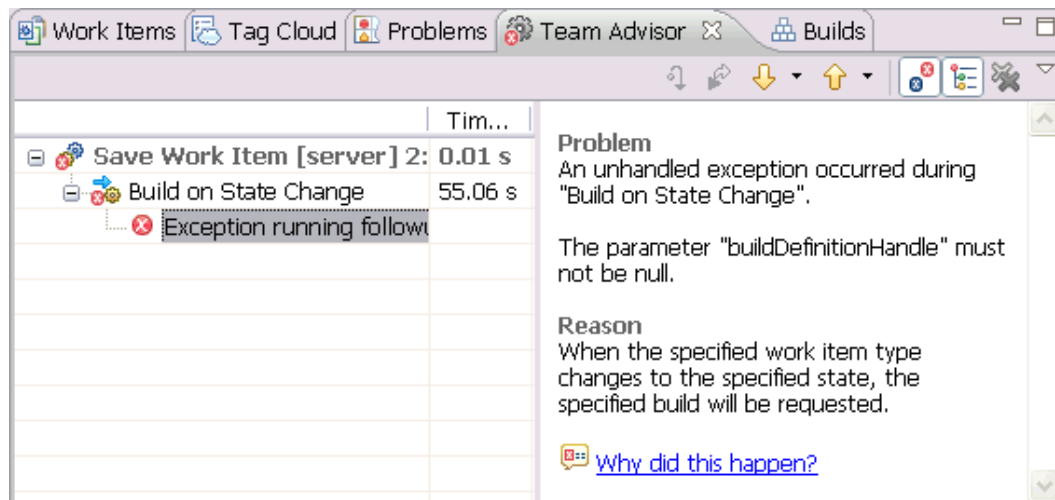 Work Items Tag Cloud Problems Team Advisor Builds
Tim...
Save Work Item [server] 2: 0.01 s
Build on State Change 55.06 s
Exception running
Problem
An unhandled exception occurred during
"Build on State Change".
The parameter "buildDefinitionHandle" must
not be null.
Reason
When the specified work item type
changes to the specified state, the
specified build will be requested.
Why did this happen?